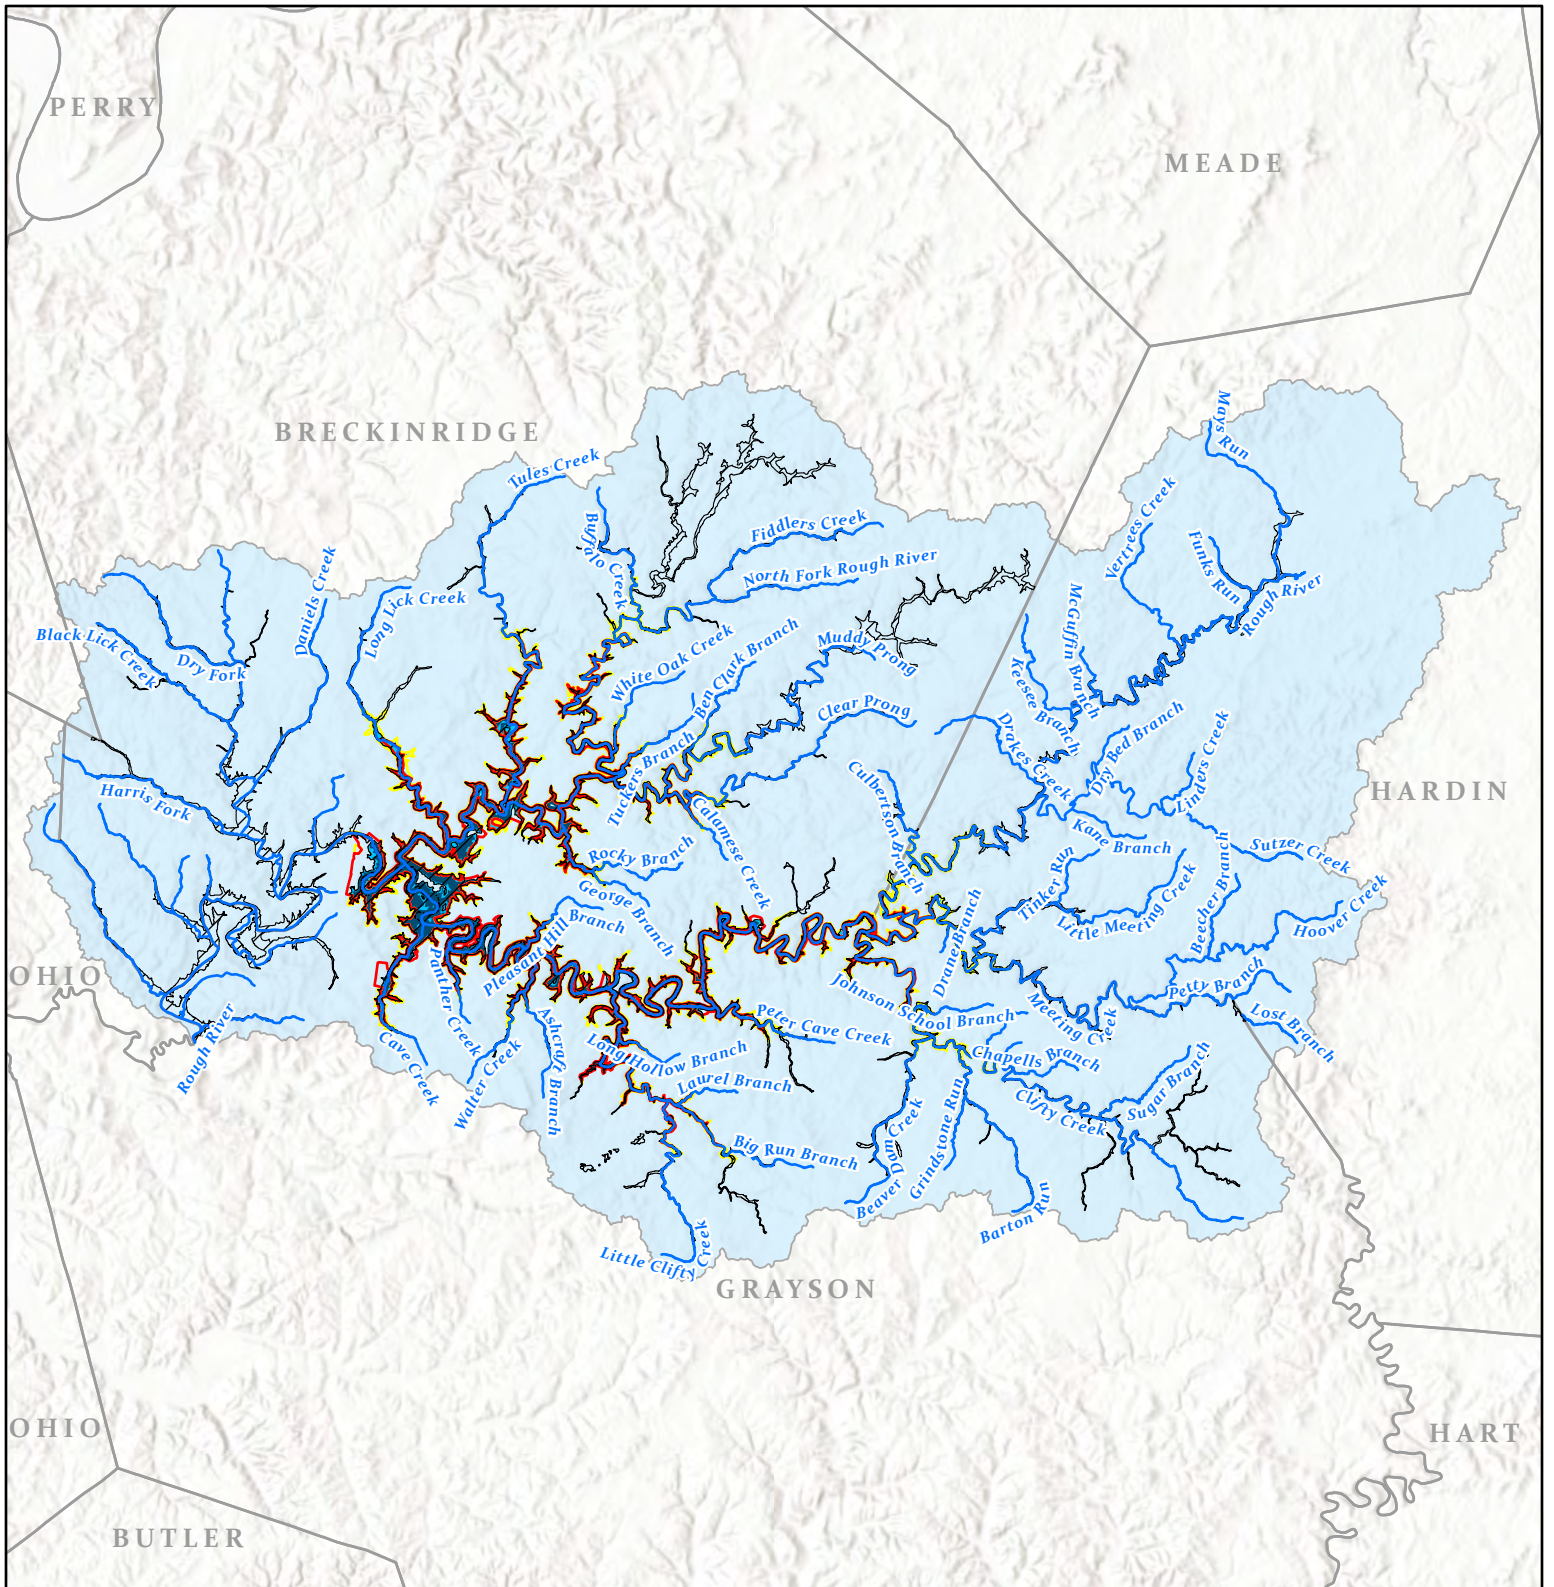 PERRY
MEADE
BRECKINRIDGE
Mays Run
Tules Creek
Vertrees Creek
Buffalo Creek
Fiddlers Creek
Funks Run
North Fork Rough River
Daniels Creek
Long Lick Creek
Rough River
McGuffin Branch
Black Lick Creek
Dry Fork
White Oak Creek
Ben Clark Branch
Muddy Prong
Keesee Branch
Clear Prong
Drakes Creek
Dry Bed Branch
Linders Creek
Tuckers Branch
HARDIN
Harris Fork
Culbertson Branch
Calamese Creek
Kane Branch
Sutzer Creek
Rocky Branch
Tinker Run
Beecher Branch
Little Meeting Creek
George Branch
Hoover Creek
Pleasant Hill Branch
Drane Branch
OHIO
Panther Creek
Petty Branch
Johnson School Branch
Meeting Creek
Lost Branch
Rough River
Peter Cave Creek
Ashcraft Branch
Cave Creek
Walter Creek
Long Hollow Branch
Chapells Branch
Laurel Branch
Sugar Branch
Clifty Creek
Beaver Dam Creek
Grindstone Run
Big Run Branch
Barton Run
Little Clifty Creek
GRAYSON
OHIO
HART
BUTLER